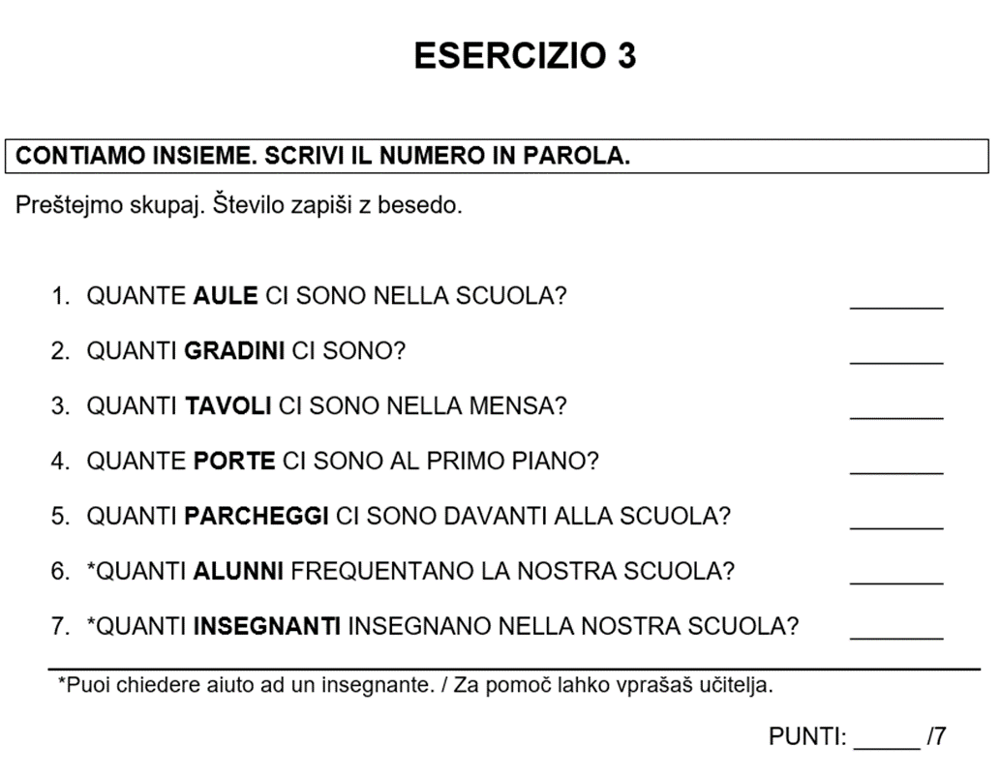 ESERCIZIO 3
CONTIAMO INSIEME. SCRIVI IL NUMERO IN PAROLA.
Preštejmo skupaj. Število zapiši z besedo.
1. QUANTE AULE CI SONO NELLA SCUOLA? _______
2. QUANTI GRADINI CI SONO? _______
3. QUANTI TAVOLI CI SONO NELLA MENSA? _______
4. QUANTE PORTE CI SONO AL PRIMO PIANO? _______
5. QUANTI PARCHEGGI CI SONO DAVANTI ALLA SCUOLA? _______
6. *QUANTI ALUNNI FREQUENTANO LA NOSTRA SCUOLA? _______
7. *QUANTI INSEGNANTI INSEGNANO NELLA NOSTRA SCUOLA? _______
*Puoi chiedere aiuto ad un insegnante. / Za pomoč lahko vprašaš učitelja.
PUNTI: _____ /7